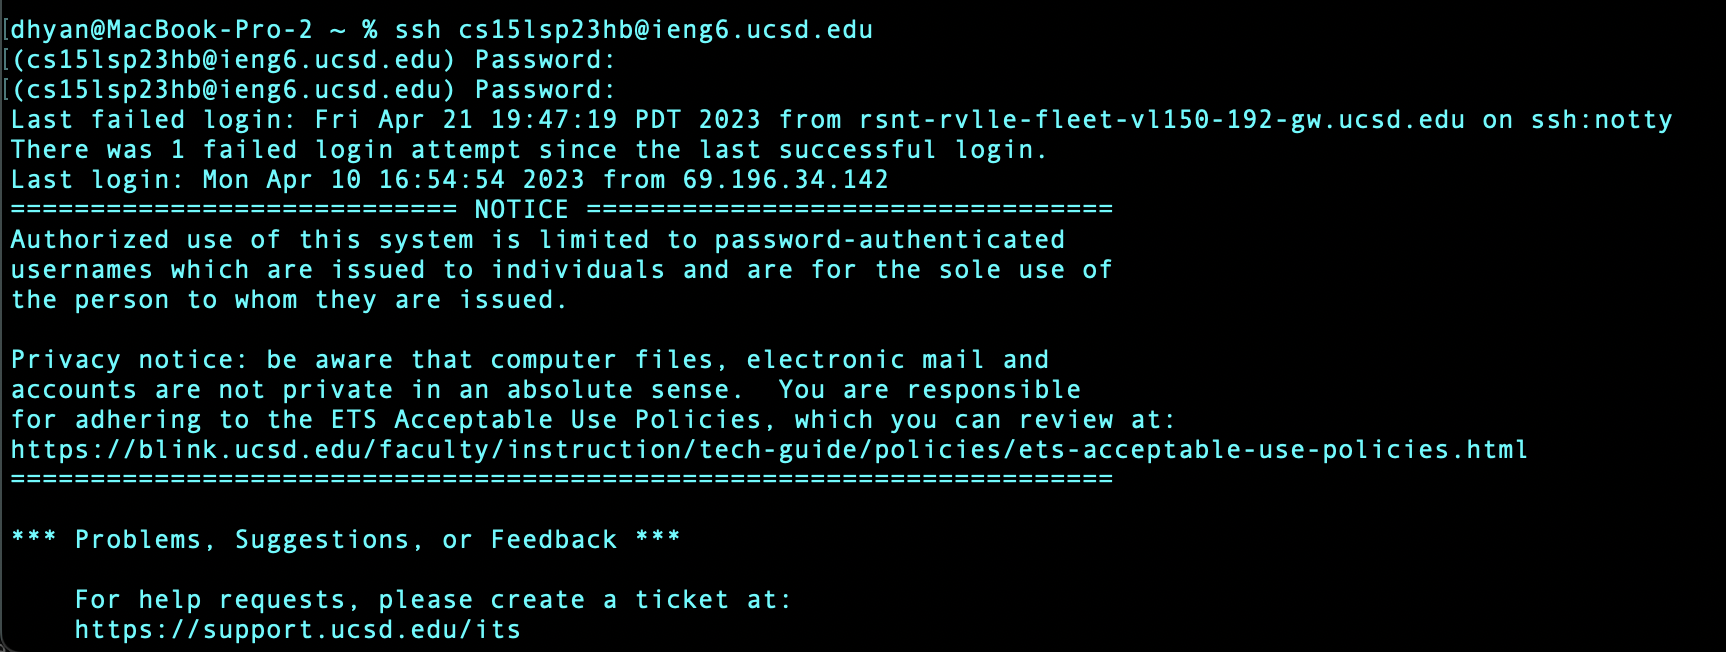 [dhyan@MacBook-Pro-2 ~ % ssh cs15lsp23hb@ieng6.ucsd.edu
[(cs15lsp23hb@ieng6.ucsd.edu) Password:
[(cs15lsp23hb@ieng6.ucsd.edu) Password:
Last failed login: Fri Apr 21 19:47:19 PDT 2023 from rsnt-rvlle-fleet-vl150-192-gw.ucsd.edu on ssh:notty
There was 1 failed login attempt since the last successful login.
Last login: Mon Apr 10 16:54:54 2023 from 69.196.34.142
============================ NOTICE =================================
Authorized use of this system is limited to password-authenticated
usernames which are issued to individuals and are for the sole use of
the person to whom they are issued.

Privacy notice: be aware that computer files, electronic mail and
accounts are not private in an absolute sense.  You are responsible
for adhering to the ETS Acceptable Use Policies, which you can review at:
https://blink.ucsd.edu/faculty/instruction/tech-guide/policies/ets-acceptable-use-policies.html
=====================================================================

*** Problems, Suggestions, or Feedback ***

    For help requests, please create a ticket at:
    https://support.ucsd.edu/its